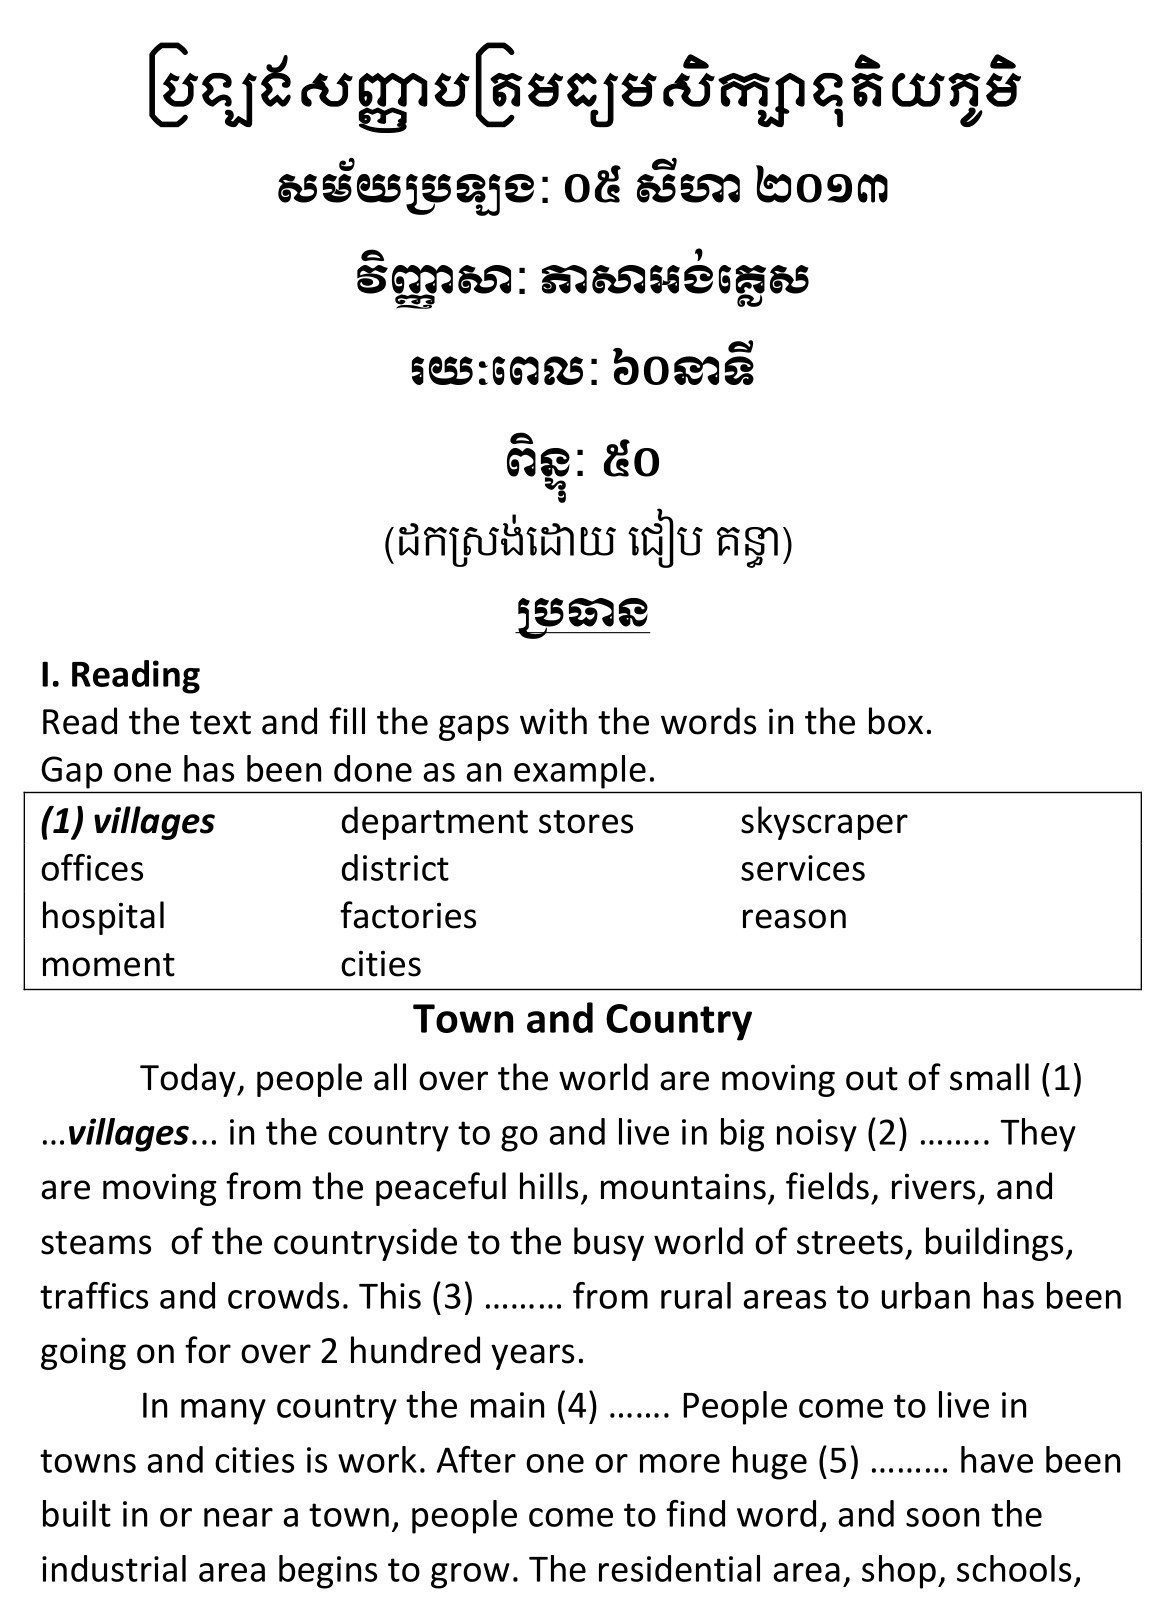 ប្រឡងសញ្ញាបត្រមធ្យមសិក្សាទុតិយភូមិ
សម័យប្រឡង: ០៥ សីហា ២០១៣
វិញ្ញាសា: ភាសាអង់គ្លេស
រយ:ពេល: ៦០នាទី
ពិន្ទុ: ៥០
(ដកស្រង់ដោយ ជៀប គន្ធា)
ប្រធាន
I. Reading
Read the text and fill the gaps with the words in the box.
Gap one has been done as an example.
(1) villages department stores skyscraper
offices district services
hospital factories reason
moment cities
Town and Country
Today, people all over the world are moving out of small (1)
...villages... in the country to go and live in big noisy (2) …….. They
are moving from the peaceful hills, mountains, fields, rivers, and
steams  of the countryside to the busy world of streets, buildings,
traffics and crowds. This (3) ……… from rural areas to urban has been
going on for over 2 hundred years.
In many country the main (4) ……. People come to live in
towns and cities is work. After one or more huge (5) ……… have been
built in or near a town, people come to find word, and soon the
industrial area begins to grow. The residential area, shop, schools,